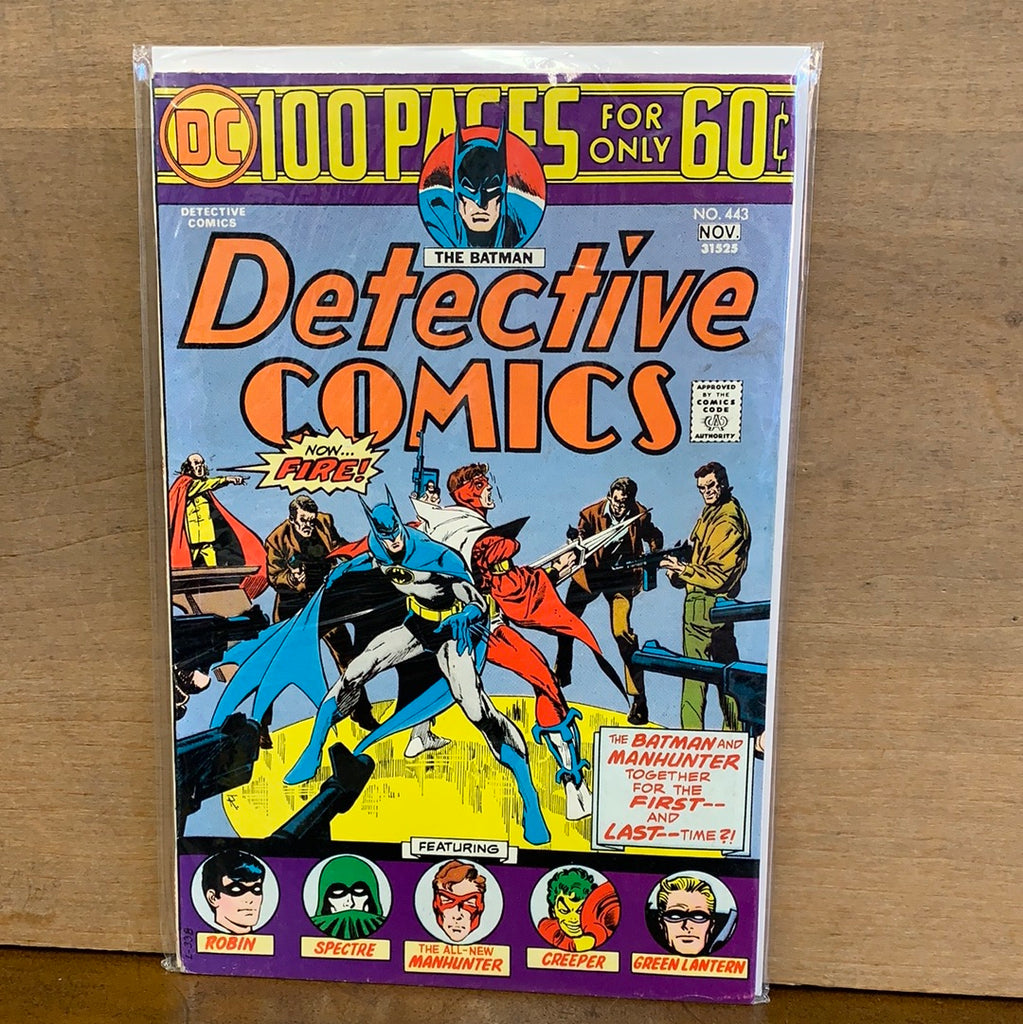 DC 100 PAGES FOR ONLY 60¢
DETECTIVE
COMICS
NO. 443
NOV.
31525
THE BATMAN
Detective
COMICS
APPROVED
BY THE
COMICS
CODE
CA
AUTHORITY
NOW...
FIRE!
THE BATMAN AND
MANHUNTER
TOGETHER
FOR THE
FIRST--
AND
LAST--TIME?!
FEATURING
ROBIN
SPECTRE
THE ALL-NEW
MANHUNTER
CREEPER
GREEN LANTERN